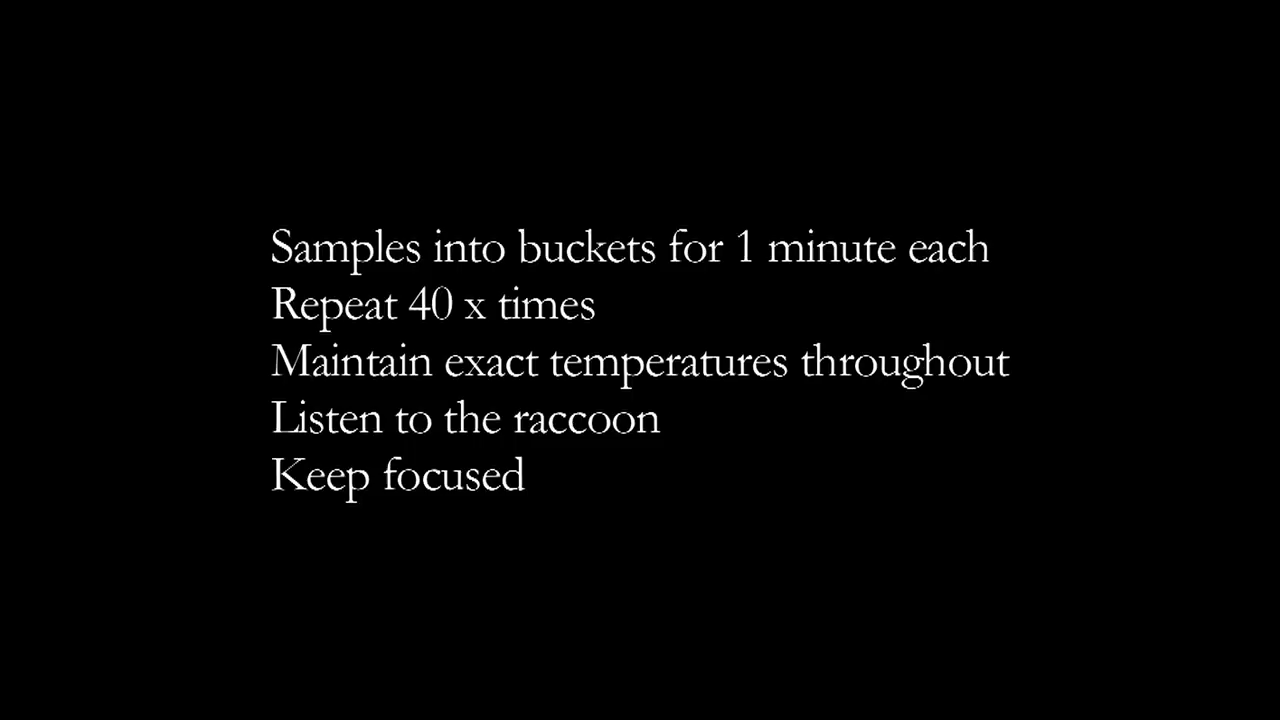 Samples into buckets for 1 minute each
Repeat 40 x times
Maintain exact temperatures throughout
Listen to the raccoon
Keep focused